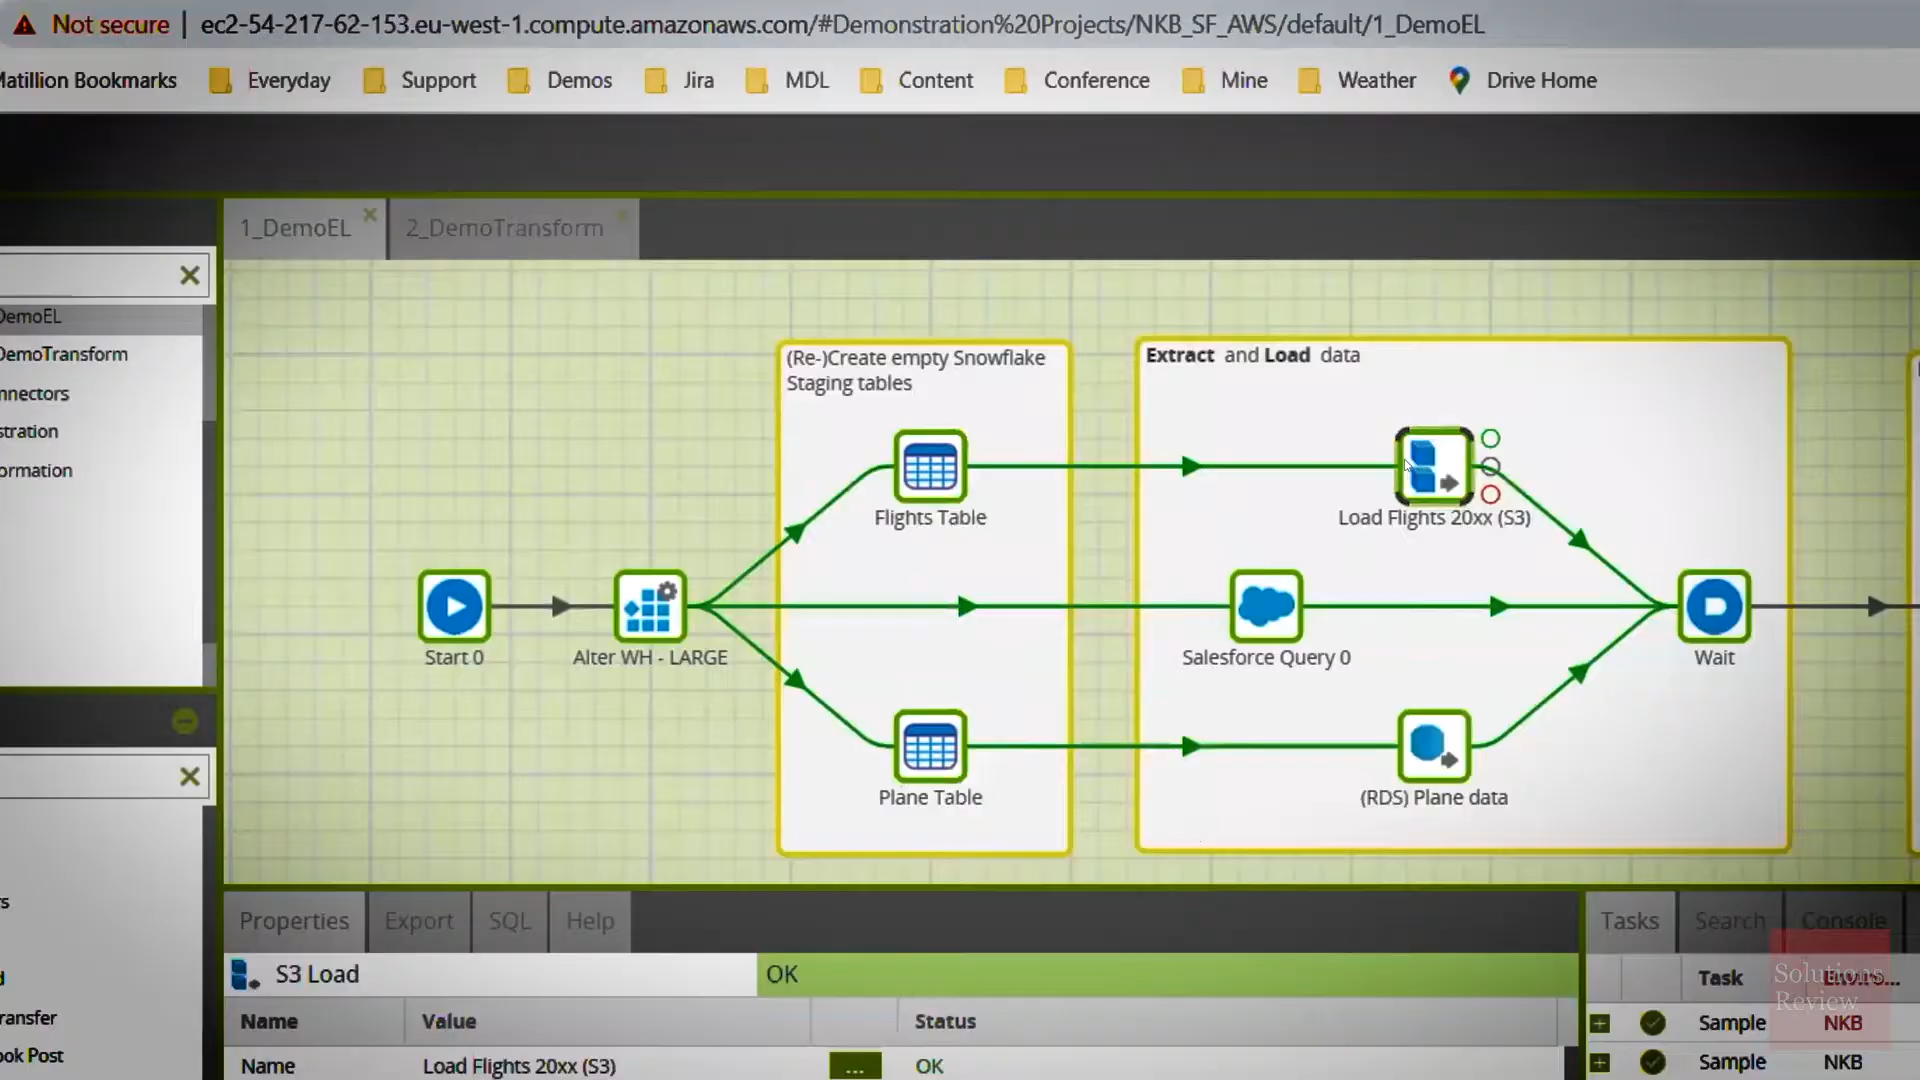 Not secure | ec2-54-217-62-153.eu-west-1.compute.amazonaws.com/#Demonstration%20Projects/NKB_SF_AWS/default/1_DemoEL
Matillion Bookmarks Everyday Support Demos Jira MDL Content Conference Mine Weather Drive Home
1_DemoEL 2_DemoTransform
DemoEL
DemoTransform
nnectors
stration
ormation
(Re-)Create empty Snowflake
Staging tables
Extract and Load data
Flights Table
Load Flights 20xx (S3)
Start 0
Alter WH - LARGE
Salesforce Query 0
Wait
Plane Table
(RDS) Plane data
Properties Export SQL Help
Tasks Search Console
S3 Load OK
Task
Name Value Status
Name Load Flights 20xx (S3) ... OK
Sample NKB
Sample NKB
ransfer
ook Post
Solutions
Review